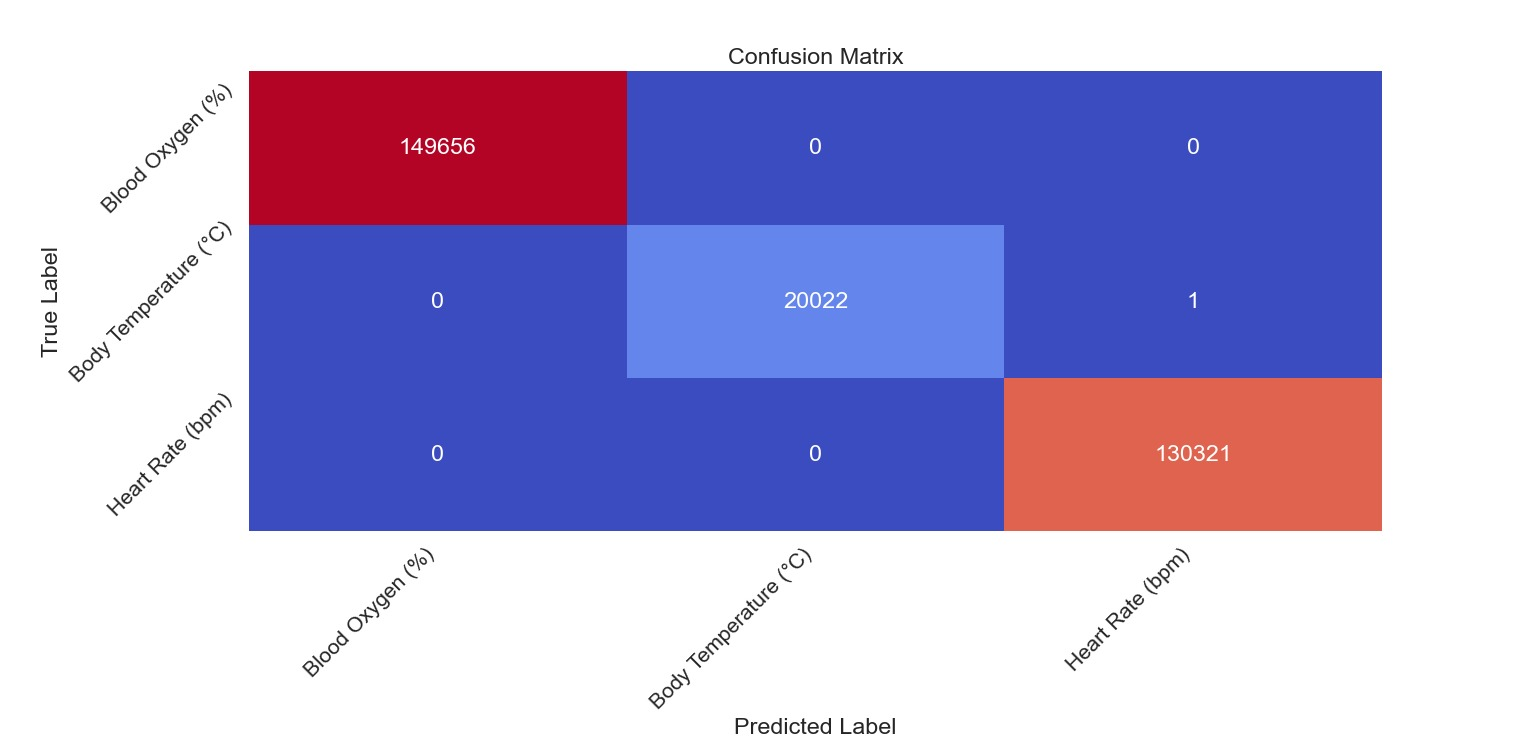 Confusion Matrix
Blood Oxygen (%)
149656 0 0
Body Temperature (°C)
0 20022 1
Heart Rate (bpm)
0 0 130321
True Label
Blood Oxygen (%)
Body Temperature (°C)
Heart Rate (bpm)
Predicted Label